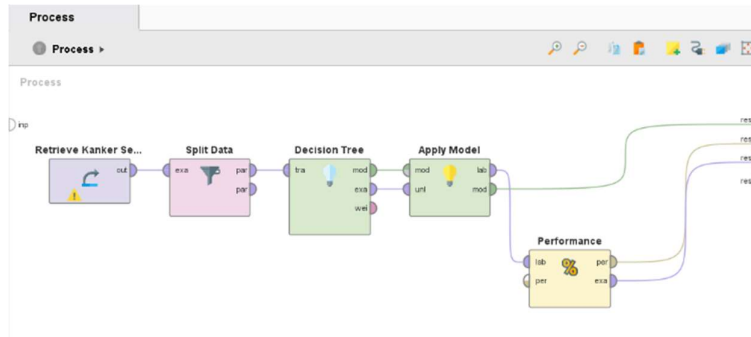 Process
Process
Process
inp
Retrieve Kanker Se...
out
Split Data
exa
par
par
Decision Tree
tra
mod
exa
wei
Apply Model
mod
unl
lab
mod
Performance
lab
per
%
per
exa
res
res
res
res